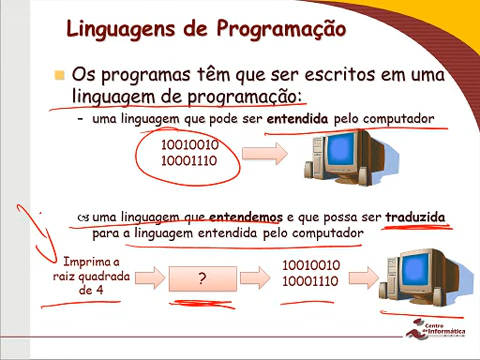 Linguagens de Programação
Os programas têm que ser escritos em uma
linguagem de programação:
– uma linguagem que pode ser entendida pelo computador
10010010
10001110
uma linguagem que entendemos e que possa ser traduzida
para a linguagem entendida pelo computador
Imprima a
raiz quadrada
de 4
?
10010010
10001110
Centro
de Informática